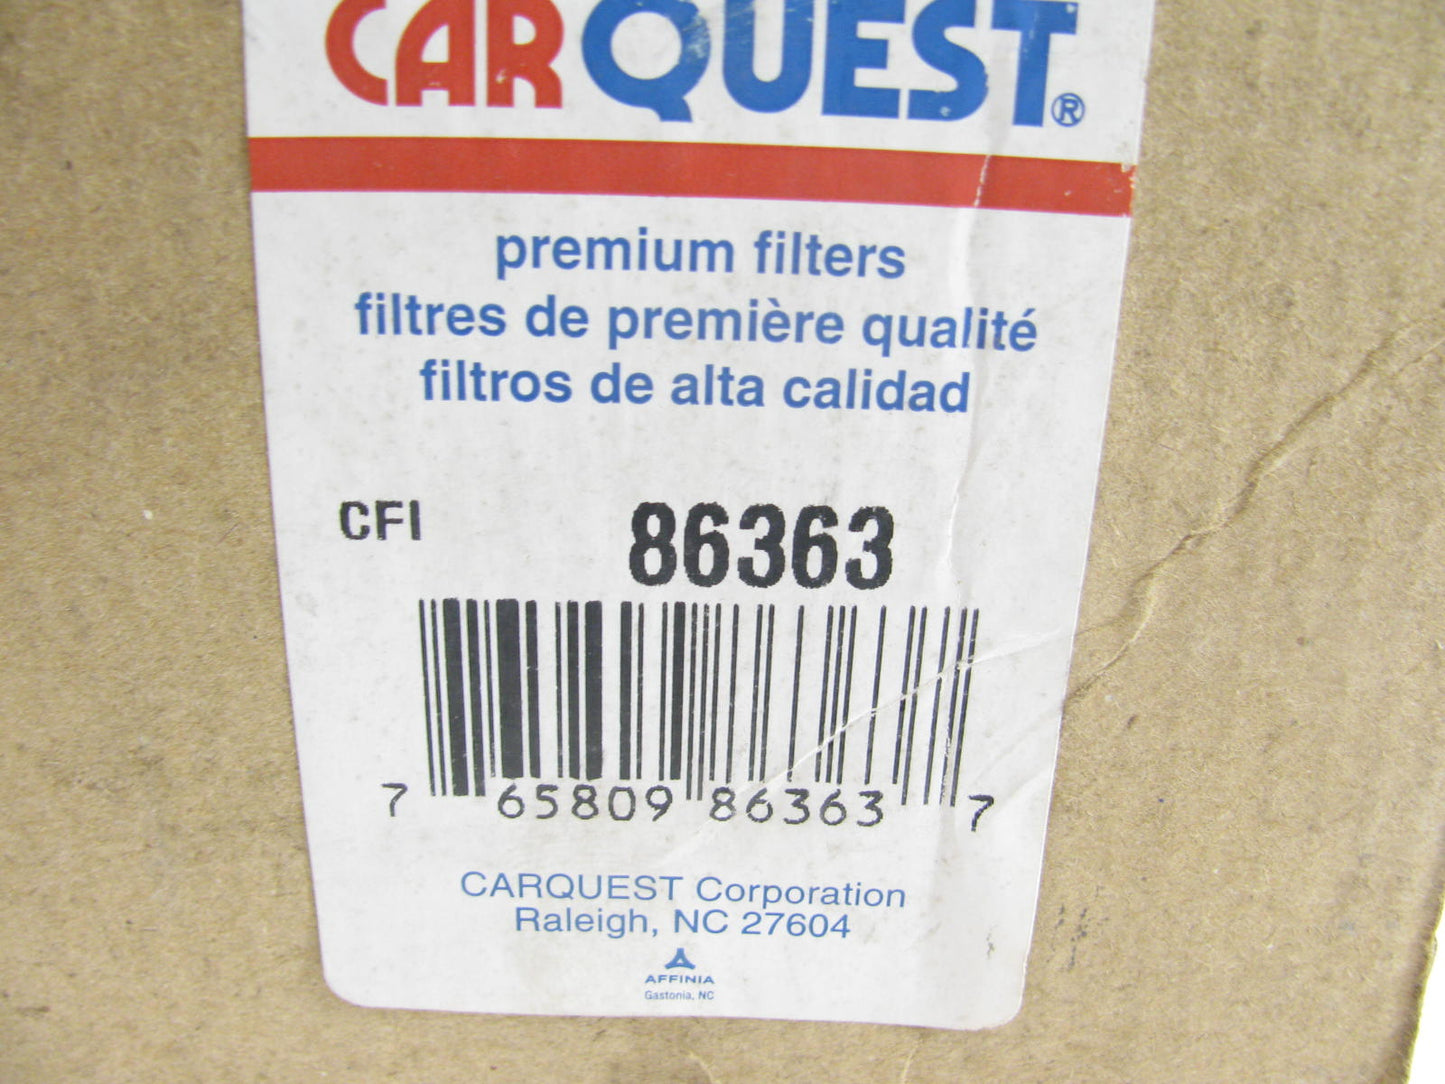 CARQUEST®
premium filters
filtres de première qualité
filtros de alta calidad
CFI 86363
7 65809 86363 7
CARQUEST Corporation
Raleigh, NC 27604
AFFINIA
Gastonia, NC